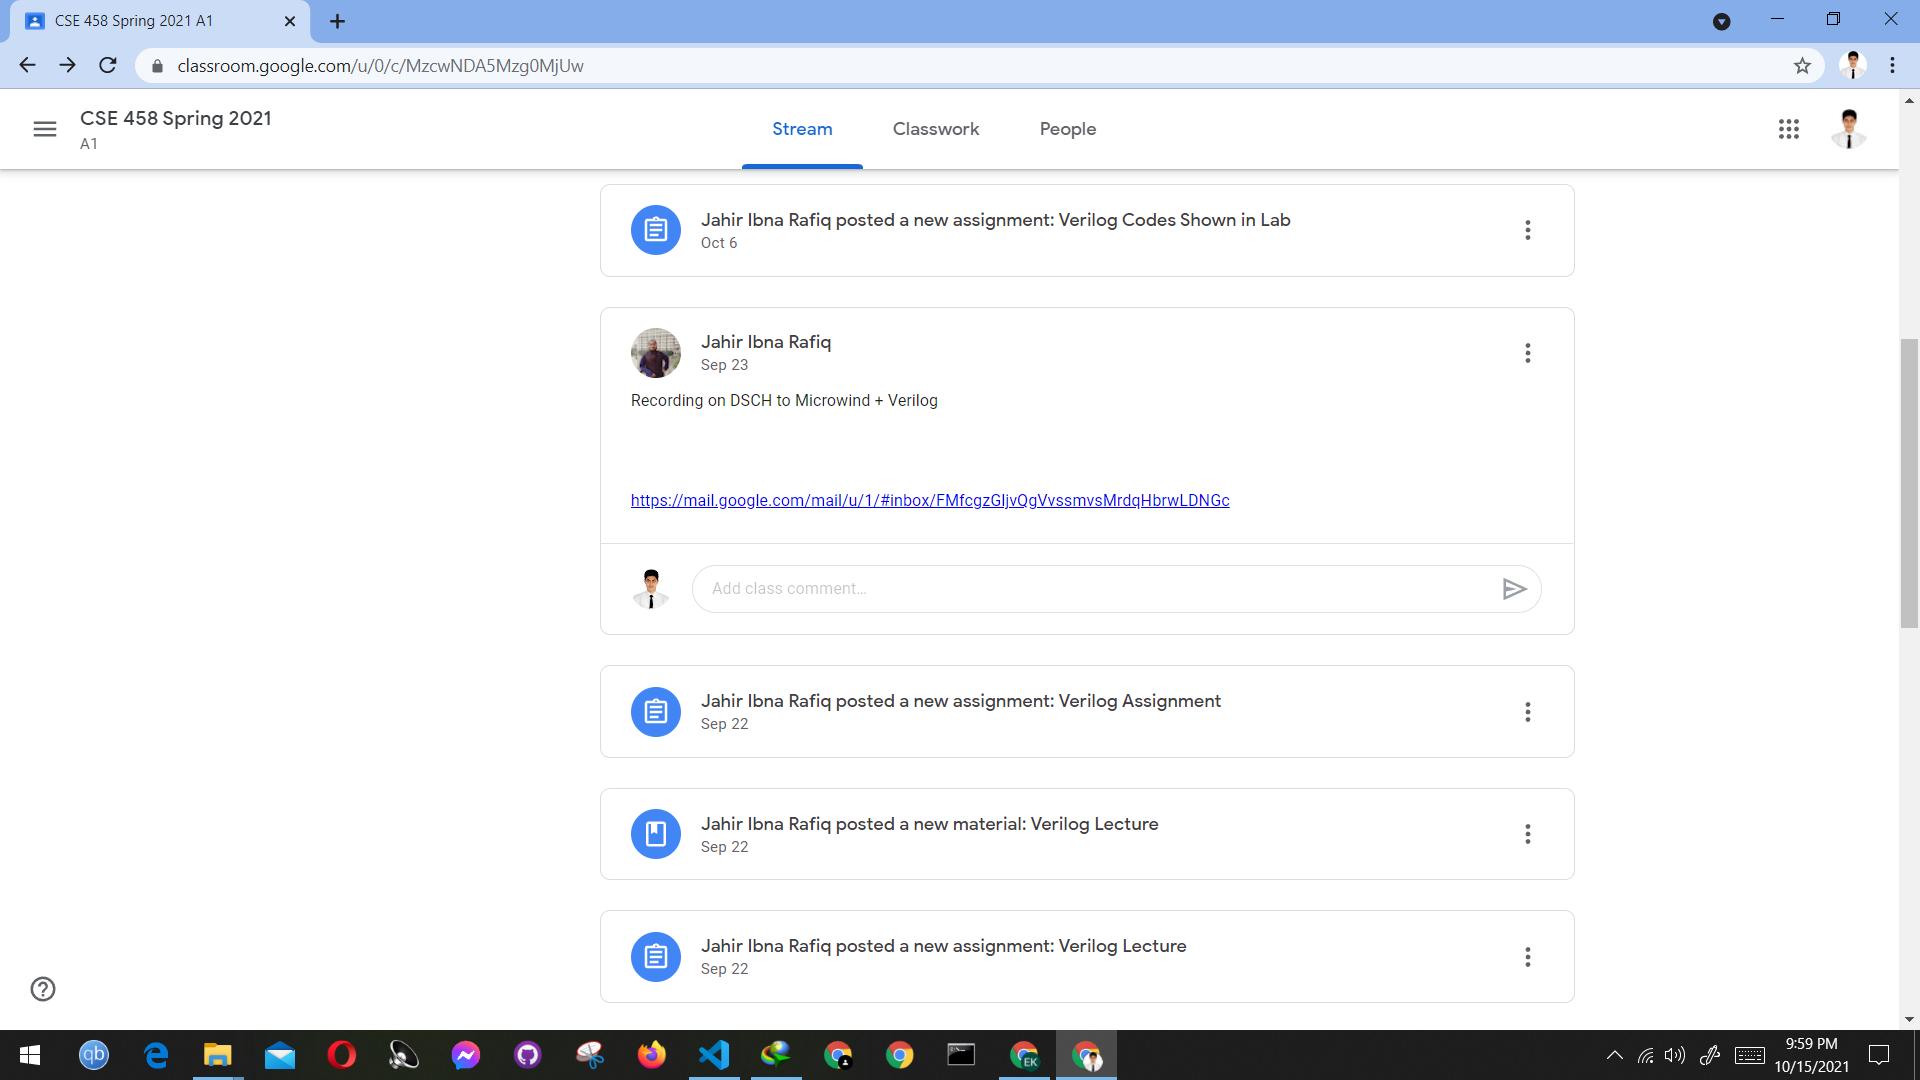 CSE 458 Spring 2021 A1
classroom.google.com/u/0/c/MzcwNDA5Mzg0MjUw
CSE 458 Spring 2021
A1
Stream
Classwork
People
Jahir Ibna Rafiq posted a new assignment: Verilog Codes Shown in Lab
Oct 6
Jahir Ibna Rafiq
Sep 23
Recording on DSCH to Microwind + Verilog
https://mail.google.com/mail/u/1/#inbox/FMfcgzGljvQgVvssmvsMrdqHbrwLDNGc
Add class comment...
Jahir Ibna Rafiq posted a new assignment: Verilog Assignment
Sep 22
Jahir Ibna Rafiq posted a new material: Verilog Lecture
Sep 22
Jahir Ibna Rafiq posted a new assignment: Verilog Lecture
Sep 22
qb
EK
9:59 PM
10/15/2021